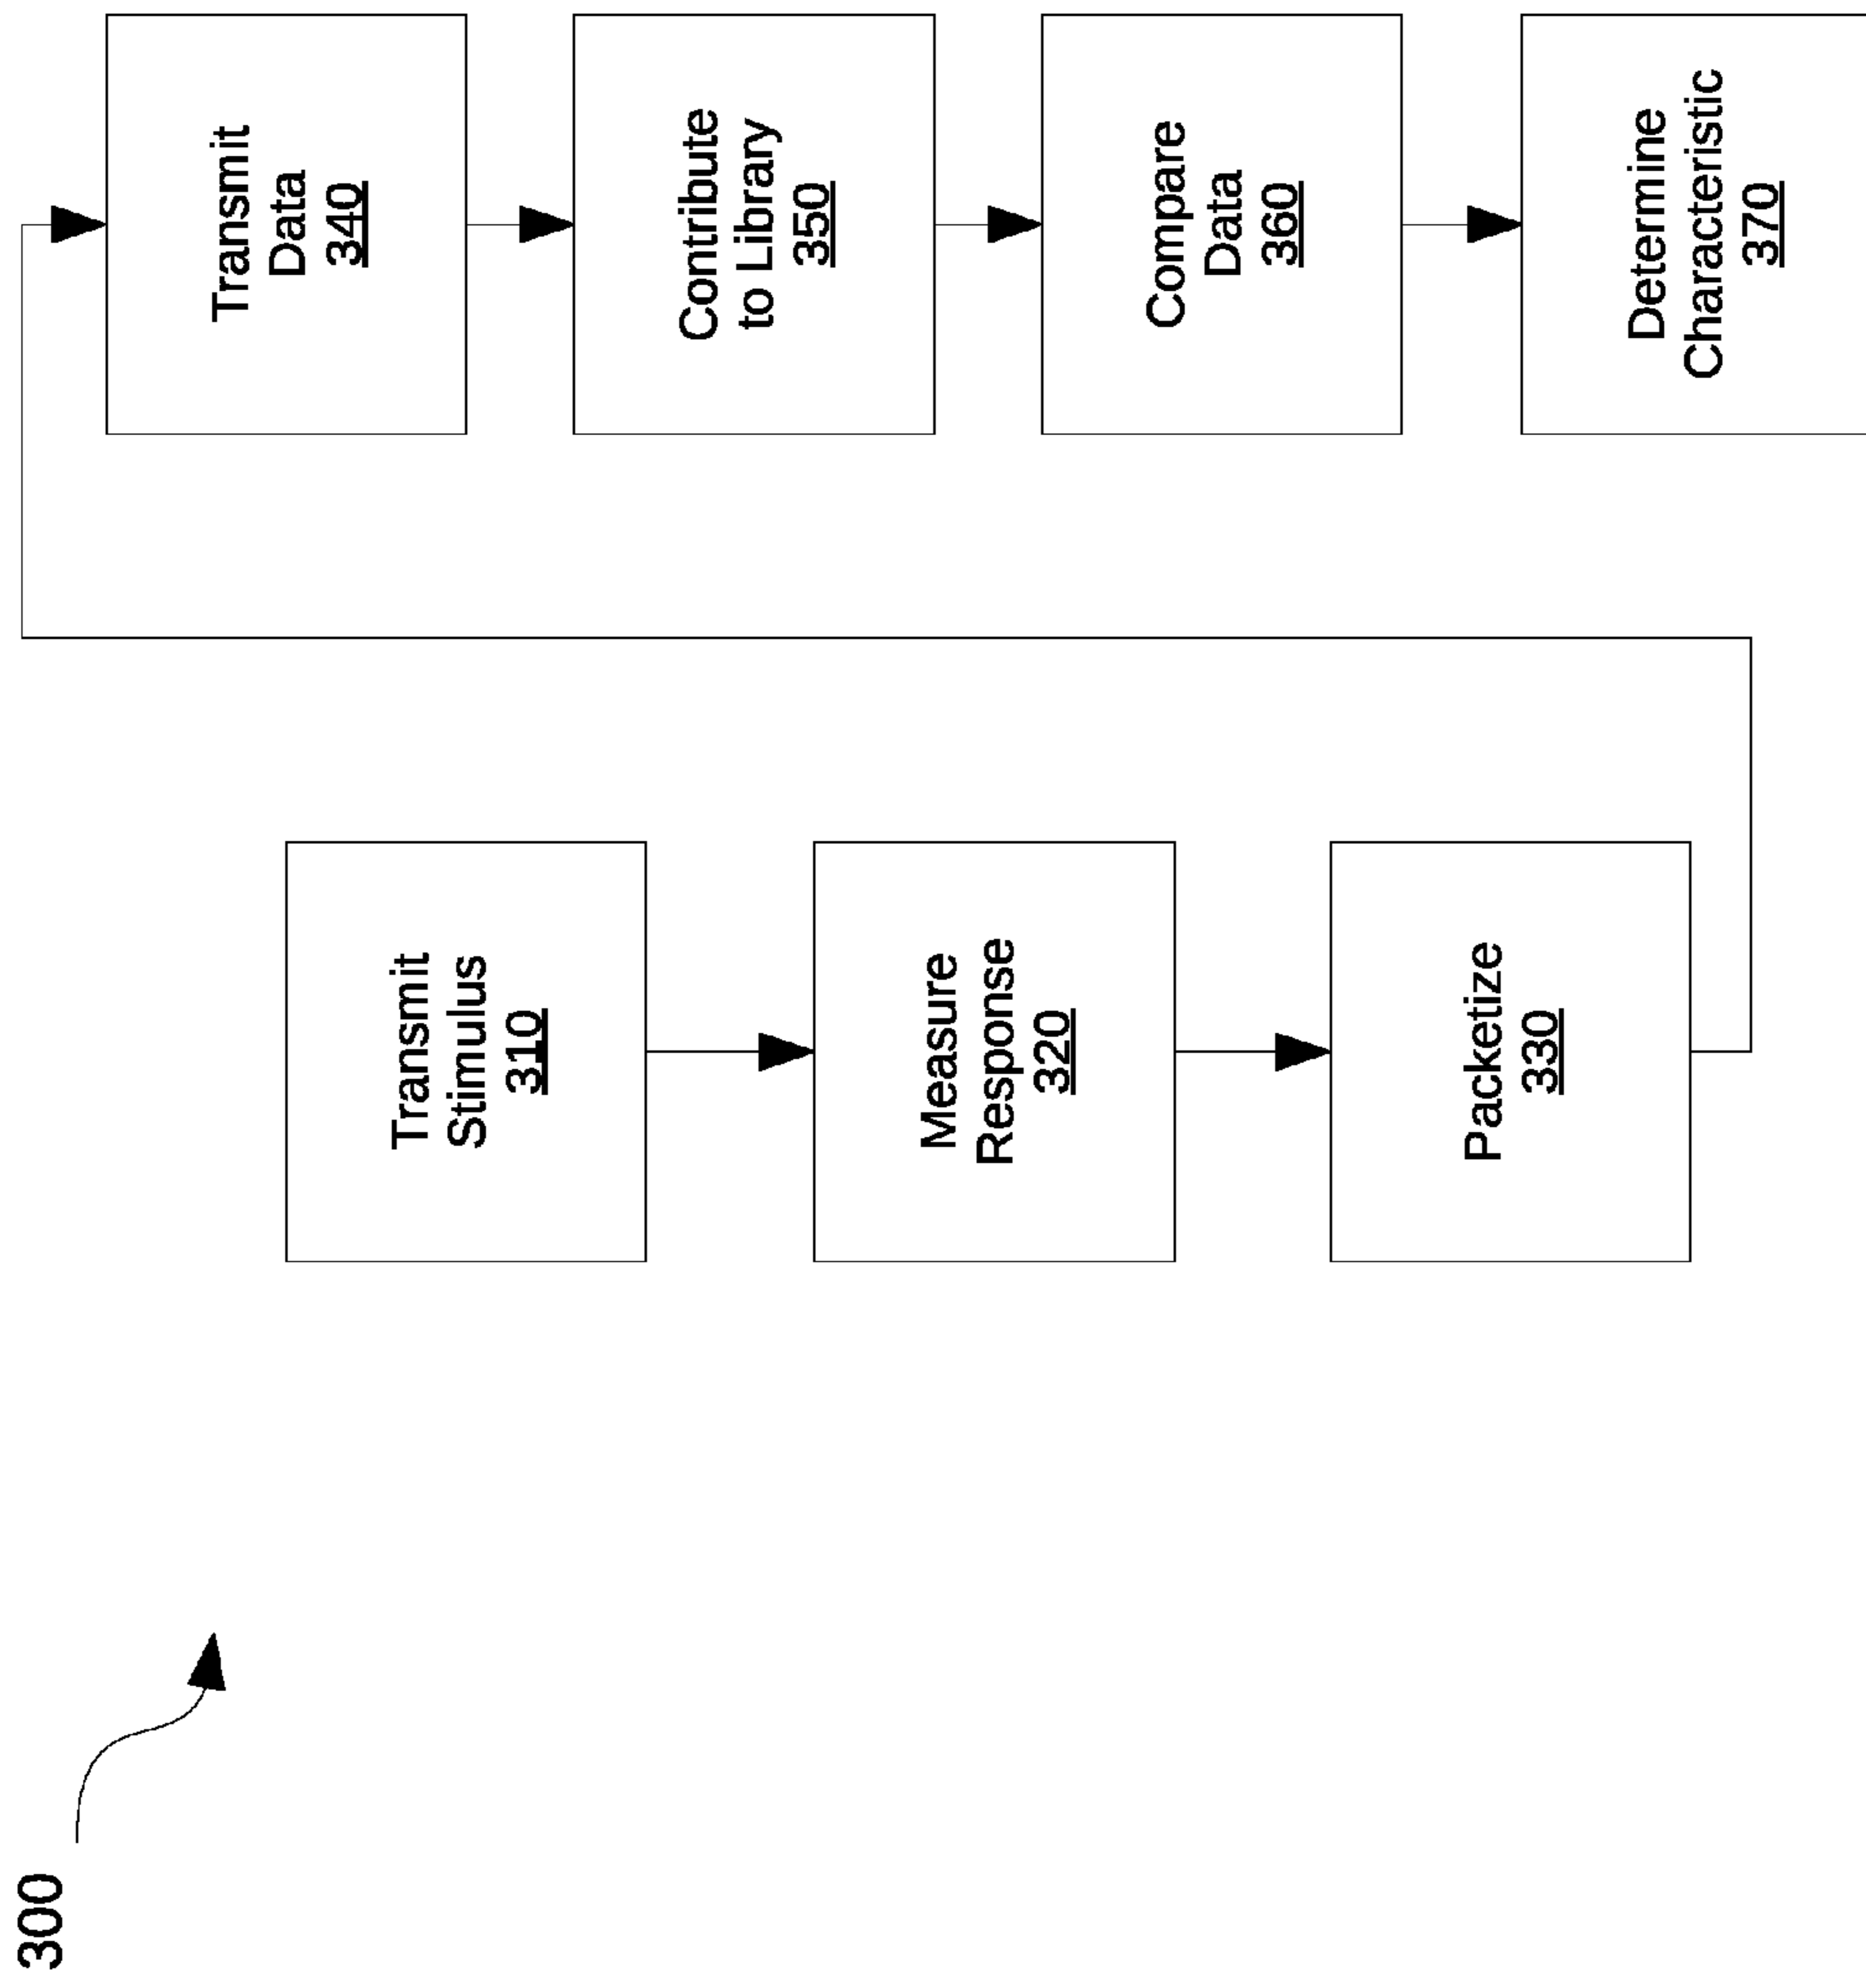 300
Transmit
Stimulus
310
Measure
Response
320
Packetize
330
Transmit
Data
340
Contribute
to Library
350
Compare
Data
360
Determine
Characteristic
370